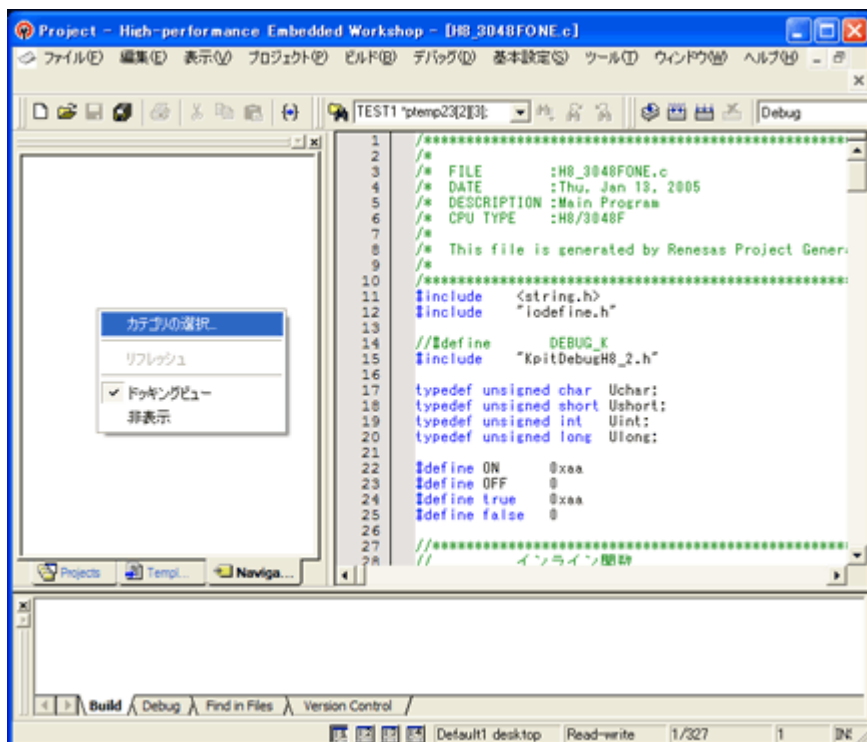 Project - High-performance Embedded Workshop - [H8_3048FONE.c]
ファイル(F) 編集(E) 表示(V) プロジェクト(P) ビルド(B) デバッグ(D) 基本設定(S) ツール(T) ウィンドウ(W) ヘルプ(H)
TEST1 *ptemp23[2][3]; Debug
カテゴリの選択...
リフレッシュ
ドッキングビュー
非表示
Projects Templ... Naviga...
1 /**************************************************
2 /*
3 /* FILE :H8_3048FONE.c
4 /* DATE :Thu, Jan 13, 2005
5 /* DESCRIPTION :Main Program
6 /* CPU TYPE :H8/3048F
7 /*
8 /* This file is generated by Renesas Project Gener
9 /*
10 /**************************************************
11 #include <string.h>
12 #include "iodefine.h"
13
14 //#define DEBUG_K
15 #include "KpitDebugH8_2.h"
16
17 typedef unsigned char Uchar;
18 typedef unsigned short Ushort;
19 typedef unsigned int Uint;
20 typedef unsigned long Ulong;
21
22 #define ON 0xaa
23 #define OFF 0
24 #define true 0xaa
25 #define false 0
26
27 //**************************************************
28 // インライン関数
Build Debug Find in Files Version Control
Default1 desktop Read-write 1/327 1 INS